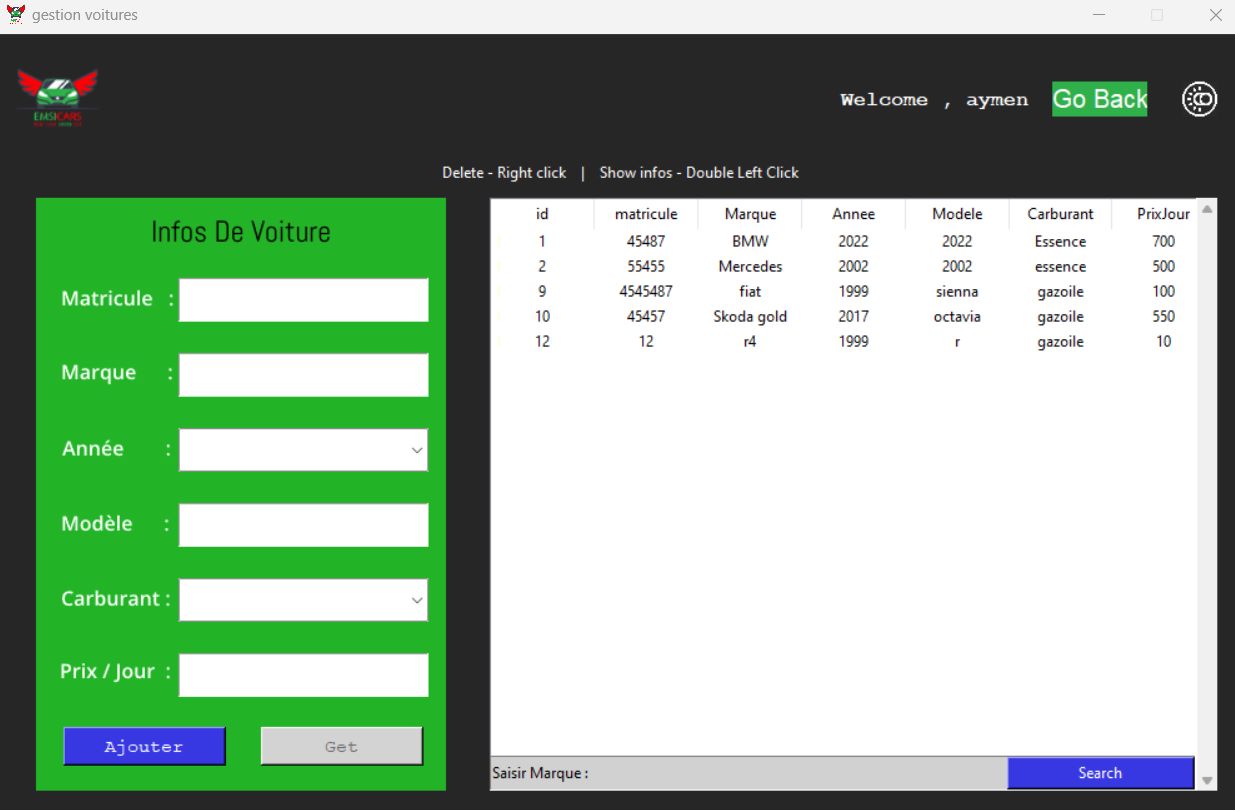 gestion voitures
EMSICARS
Welcome , aymen
Go Back
Delete - Right click | Show infos - Double Left Click
Infos De Voiture
Matricule :
Marque :
Année :
Modèle :
Carburant :
Prix / Jour :
Ajouter Get
id matricule Marque Annee Modele Carburant PrixJour
1 45487 BMW 2022 2022 Essence 700
2 55455 Mercedes 2002 2002 essence 500
9 4545487 fiat 1999 sienna gazoile 100
10 45457 Skoda gold 2017 octavia gazoile 550
12 12 r4 1999 r gazoile 10
Saisir Marque : Search